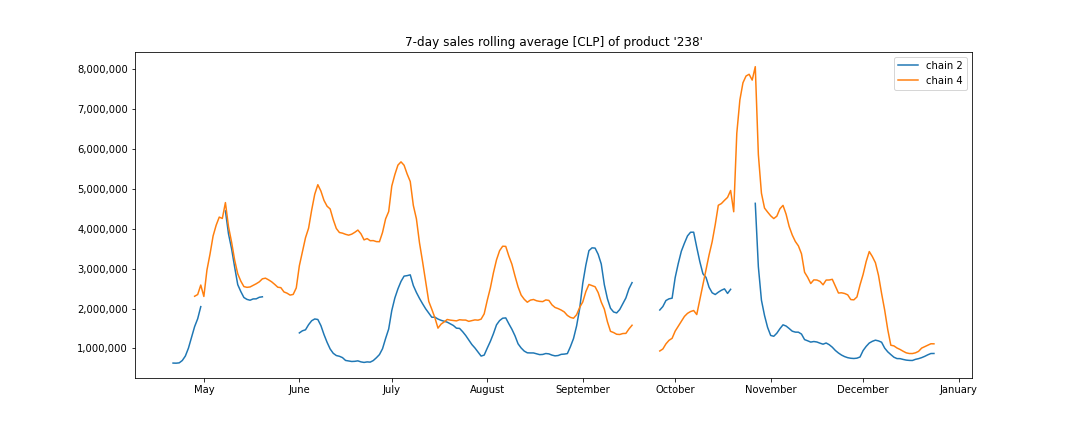 7-day sales rolling average [CLP] of product '238'
chain 2
chain 4
8,000,000
7,000,000
6,000,000
5,000,000
4,000,000
3,000,000
2,000,000
1,000,000
May June July August September October November December January